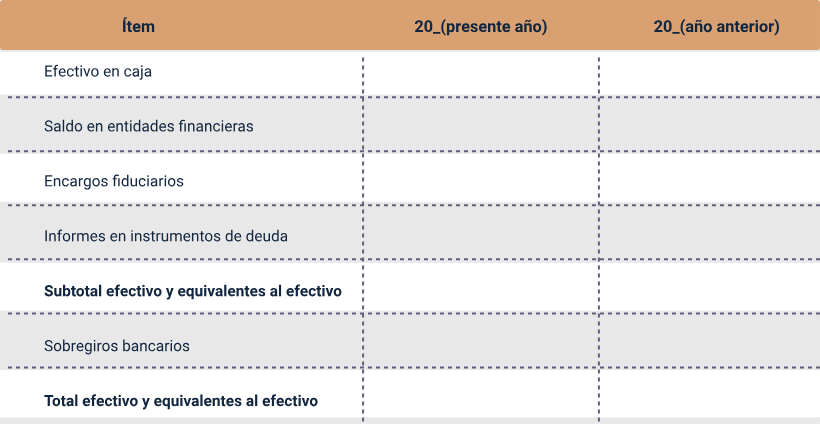 Ítem 20_(presente año) 20_(año anterior)
Efectivo en caja
Saldo en entidades financieras
Encargos fiduciarios
Informes en instrumentos de deuda
Subtotal efectivo y equivalentes al efectivo
Sobregiros bancarios
Total efectivo y equivalentes al efectivo